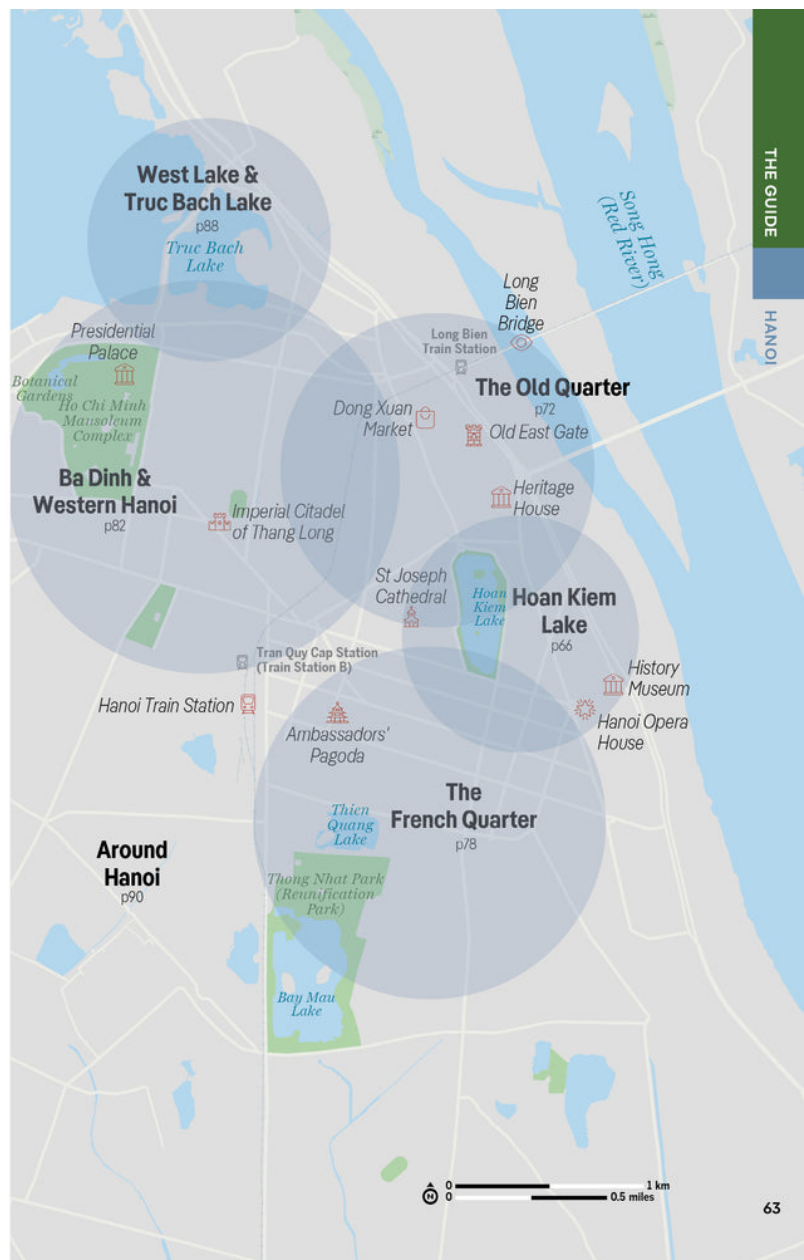 THE GUIDE
HANOI
West Lake &
Truc Bach Lake
p88
Truc Bach
Lake
Song Hong
(Red River)
Long
Bien
Bridge
Presidential
Palace
Long Bien
Train Station
Botanical
Gardens
Ho Chi Minh
Mausoleum
Complex
The Old Quarter
p72
Dong Xuan
Market
Old East Gate
Ba Dinh &
Western Hanoi
p82
Heritage
House
Imperial Citadel
of Thang Long
St Joseph
Cathedral
Hoan
Kiem
Lake
Hoan Kiem
Lake
p66
Tran Quy Cap Station
(Train Station B)
History
Museum
Hanoi Train Station
Hanoi Opera
House
Ambassadors'
Pagoda
The
French Quarter
p78
Thien
Quang
Lake
Around
Hanoi
p90
Thong Nhat Park
(Reunification
Park)
Bay Mau
Lake
N
0 1 km
0 0.5 miles
63